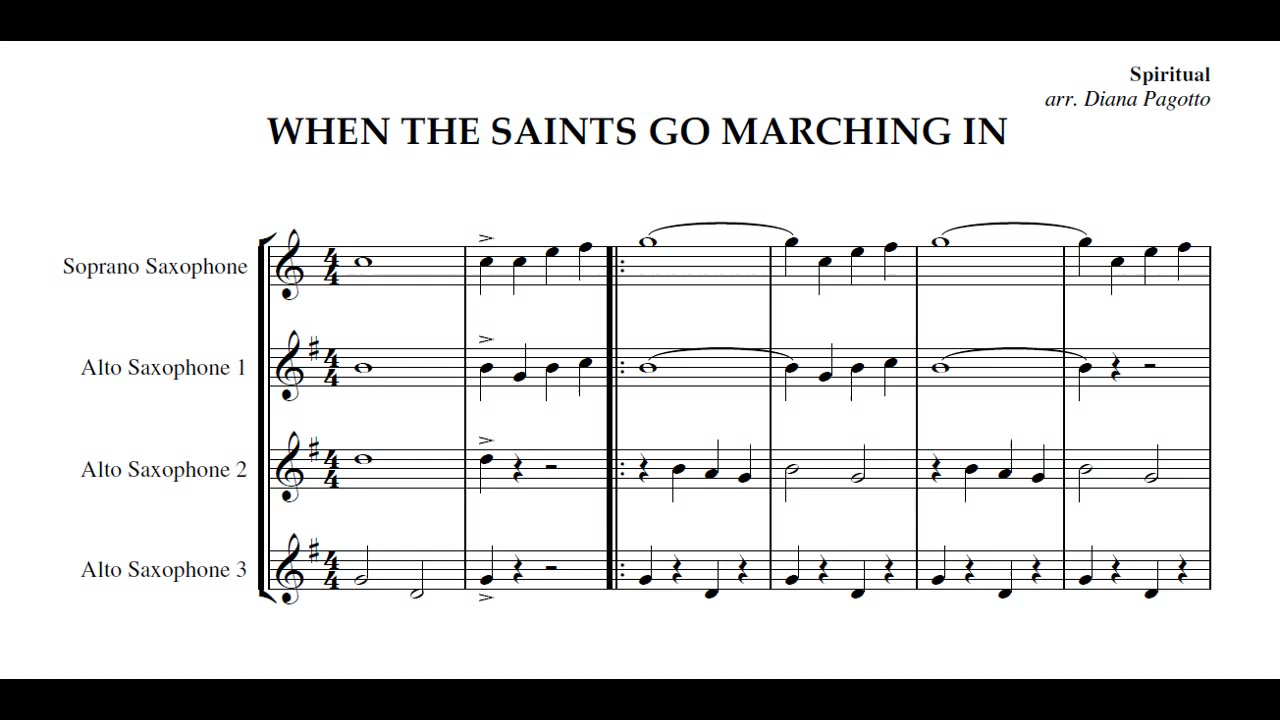 Spiritual
arr. Diana Pagotto
WHEN THE SAINTS GO MARCHING IN
Soprano Saxophone
Alto Saxophone 1
Alto Saxophone 2
Alto Saxophone 3